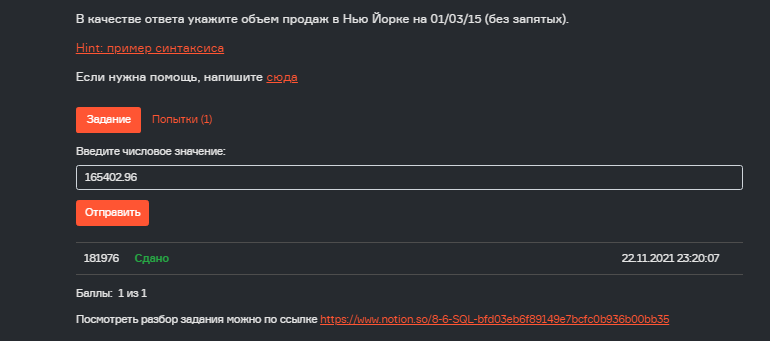 В качестве ответа укажите объем продаж в Нью Йорке на 01/03/15 (без запятых).
Hint: пример синтаксиса
Если нужна помощь, напишите сюда
Задание Попытки (1)
Введите числовое значение:
165402.96
Отправить
181976 Сдано 22.11.2021 23:20:07
Баллы: 1 из 1
Посмотреть разбор задания можно по ссылке https://www.notion.so/8-6-SQL-bfd03eb6f89149e7bcfc0b936b00bb35